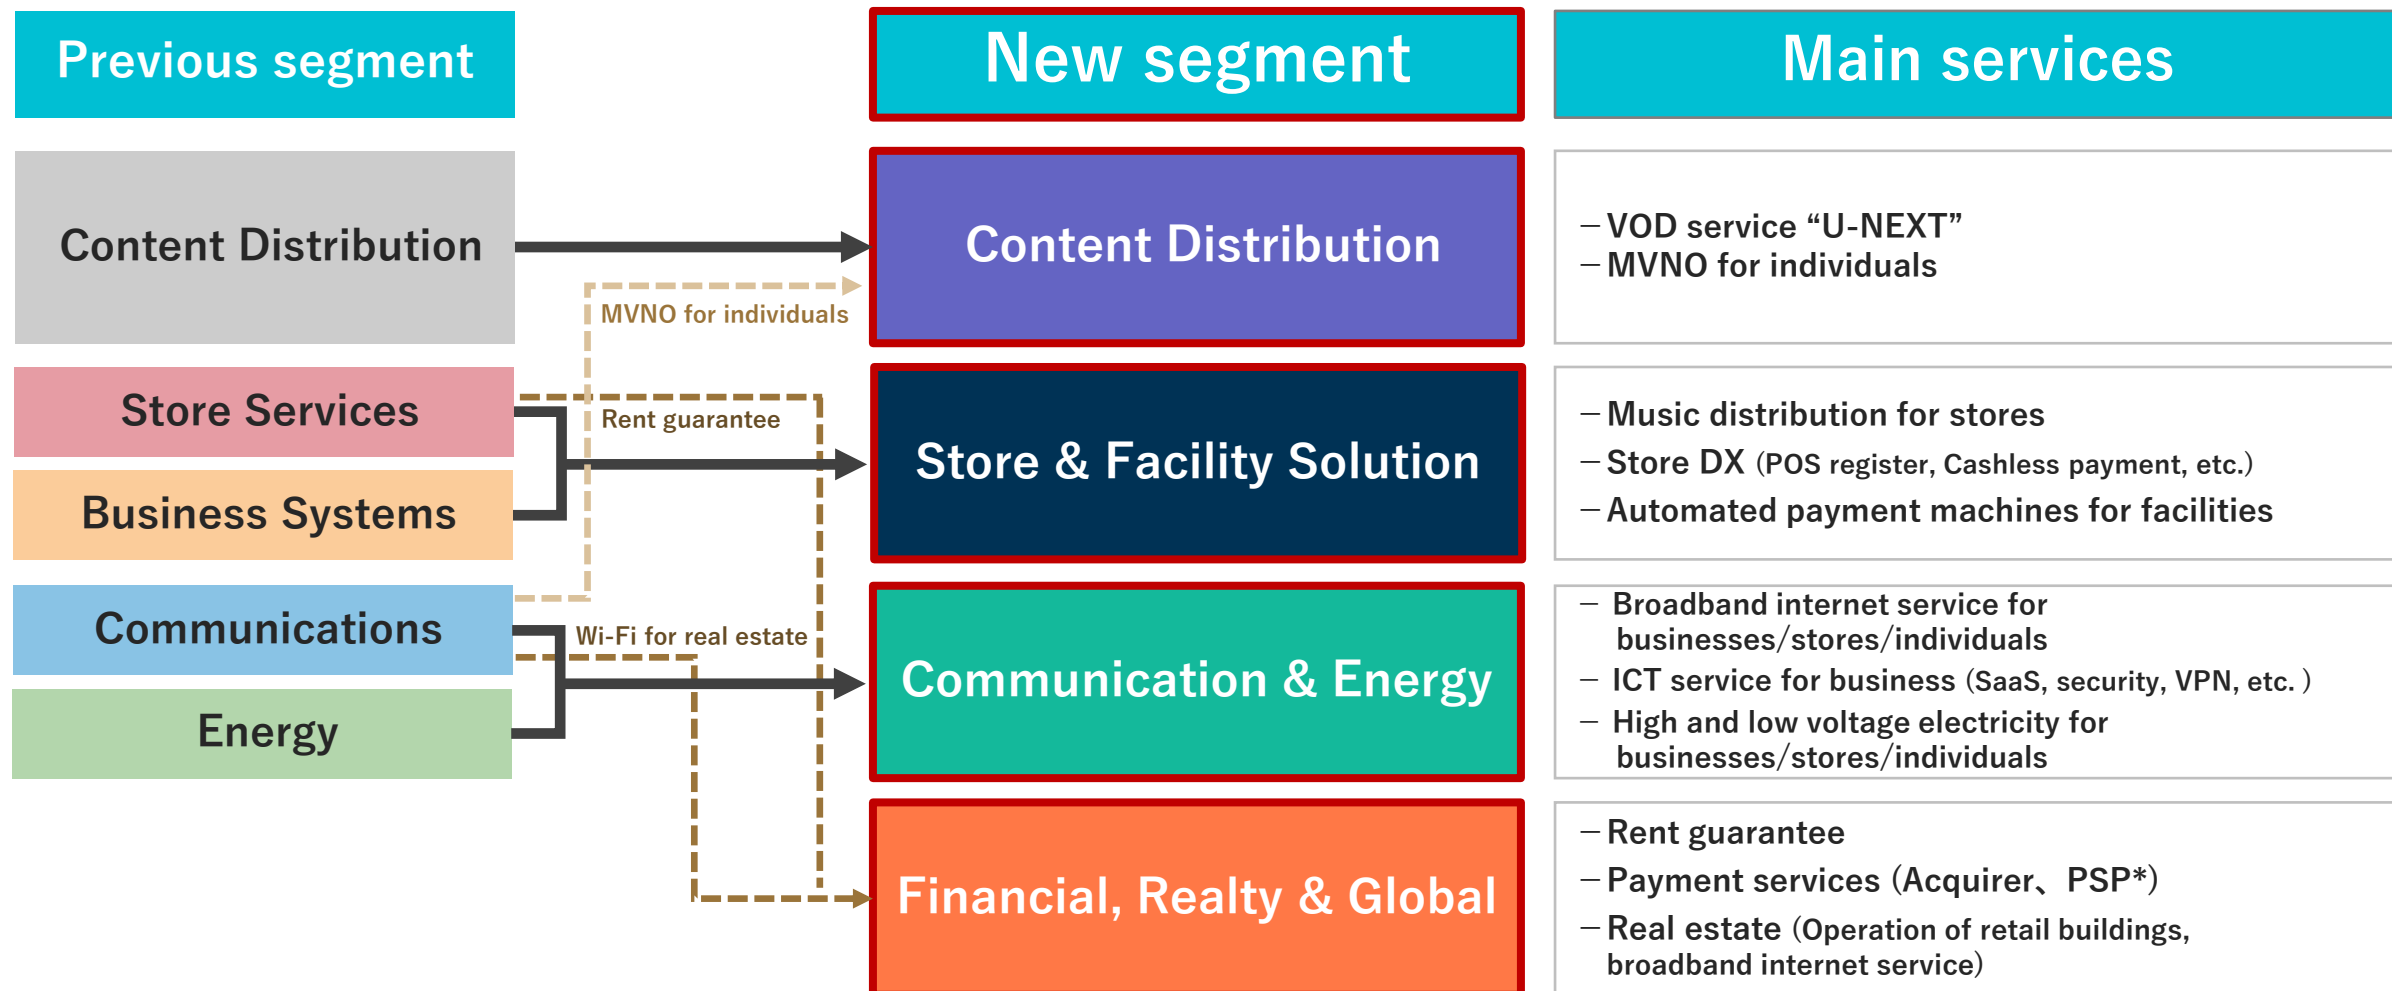 Previous segment
New segment
Main services
Content Distribution
MVNO for individuals
Content Distribution
– VOD service “U-NEXT”
– MVNO for individuals
Store Services
Business Systems
Rent guarantee
Store & Facility Solution
– Music distribution for stores
– Store DX (POS register, Cashless payment, etc.)
– Automated payment machines for facilities
Communications
Energy
Wi-Fi for real estate
Communication & Energy
– Broadband internet service for
businesses/stores/individuals
– ICT service for business (SaaS, security, VPN, etc. )
– High and low voltage electricity for
businesses/stores/individuals
Financial, Realty & Global
– Rent guarantee
– Payment services (Acquirer、PSP*)
– Real estate (Operation of retail buildings,
broadband internet service)